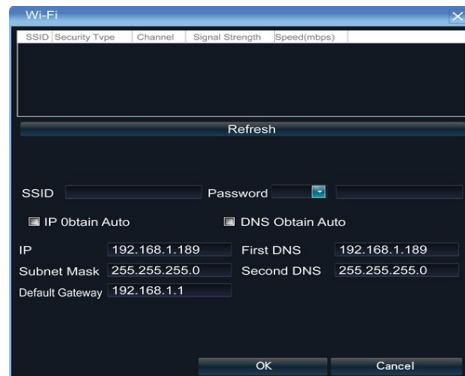 Wi-Fi
SSID Security Type Channel Signal Strength Speed(mbps)
Refresh
SSID Password
IP 0btain Auto DNS Obtain Auto
IP 192.168.1.189 First DNS 192.168.1.189
Subnet Mask 255.255.255.0 Second DNS 255.255.255.0
Default Gateway 192.168.1.1
OK Cancel